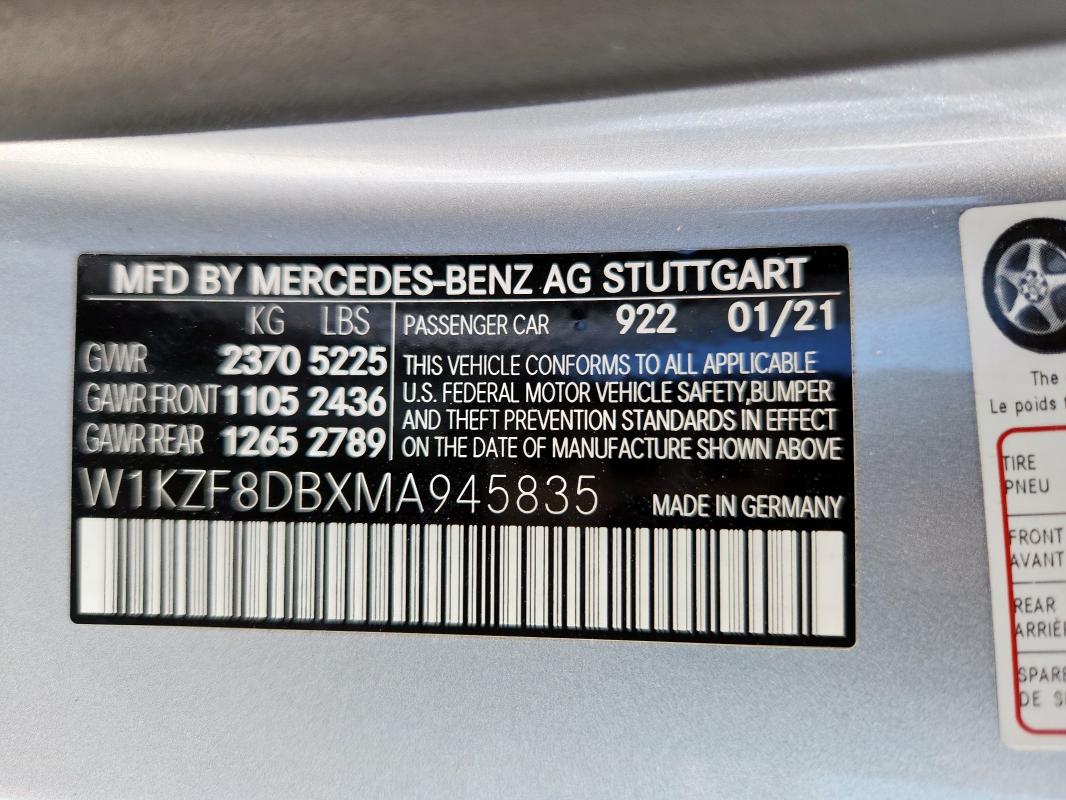 MFD BY MERCEDES-BENZ AG STUTTGART
KG LBS
GVWR 2370 5225
GAWR FRONT 1105 2436
GAWR REAR 1265 2789
PASSENGER CAR 922 01/21
THIS VEHICLE CONFORMS TO ALL APPLICABLE
U.S. FEDERAL MOTOR VEHICLE SAFETY,BUMPER
AND THEFT PREVENTION STANDARDS IN EFFECT
ON THE DATE OF MANUFACTURE SHOWN ABOVE
W1KZF8DBXMA945835
MADE IN GERMANY
The
Le poids
TIRE
PNEU
FRONT
AVANT
REAR
SPARE
DE